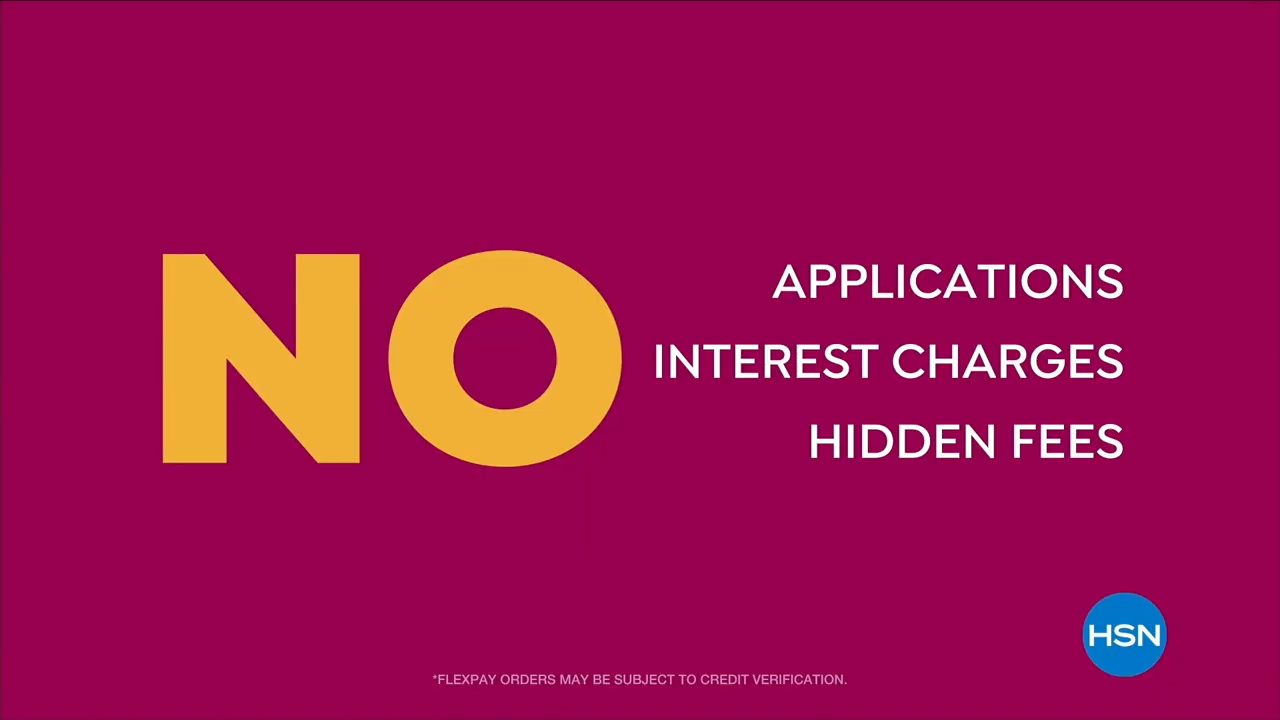 NO
APPLICATIONS
INTEREST CHARGES
HIDDEN FEES
HSN
*FLEXPAY ORDERS MAY BE SUBJECT TO CREDIT VERIFICATION.